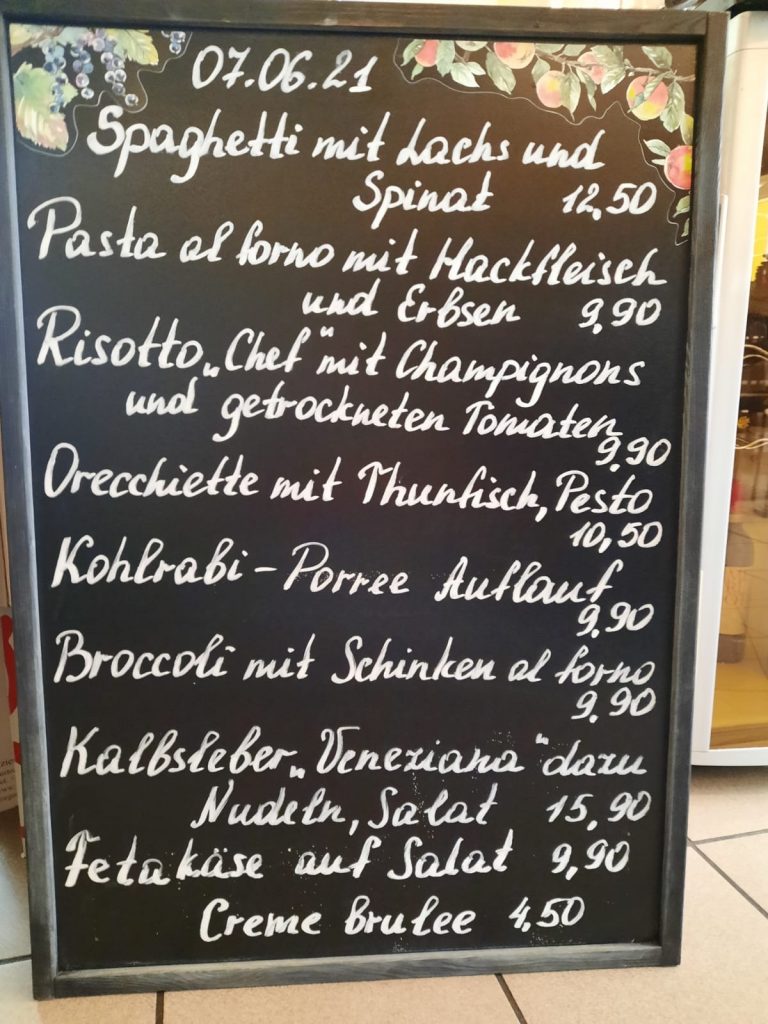 07.06.21
Spaghetti mit Lachs und
Spinat 12,50
Pasta al forno mit Hackfleisch
und Erbsen 9,90
Risotto „Chef“ mit Champignons
und getrockneten Tomaten
9,90
Orecchiette mit Thunfisch, Pesto
10,50
Kohlrabi - Porree Auflauf
9,90
Broccoli mit Schinken al forno
9,90
Kalbsleber „Veneziana“ dazu
Nudeln, Salat 15,90
Fetakäse auf Salat 9,90
Creme brulee 4,50